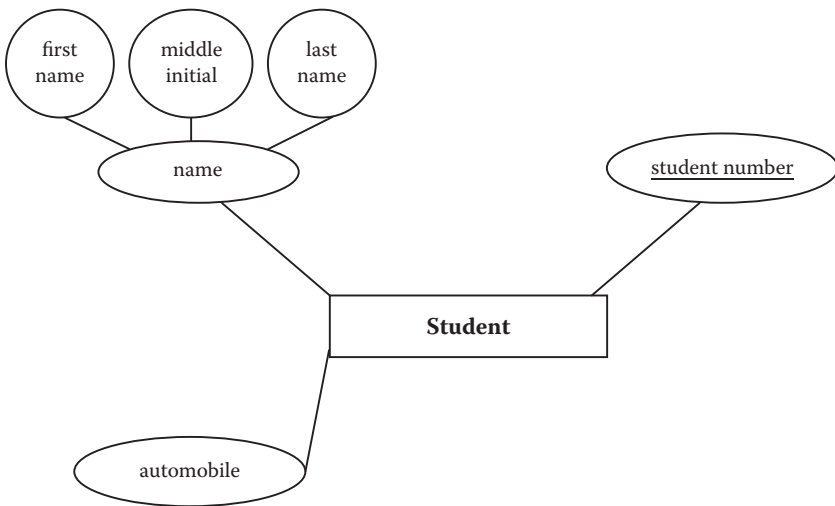 first
name
middle
initial
last
name
name
student number
Student
automobile